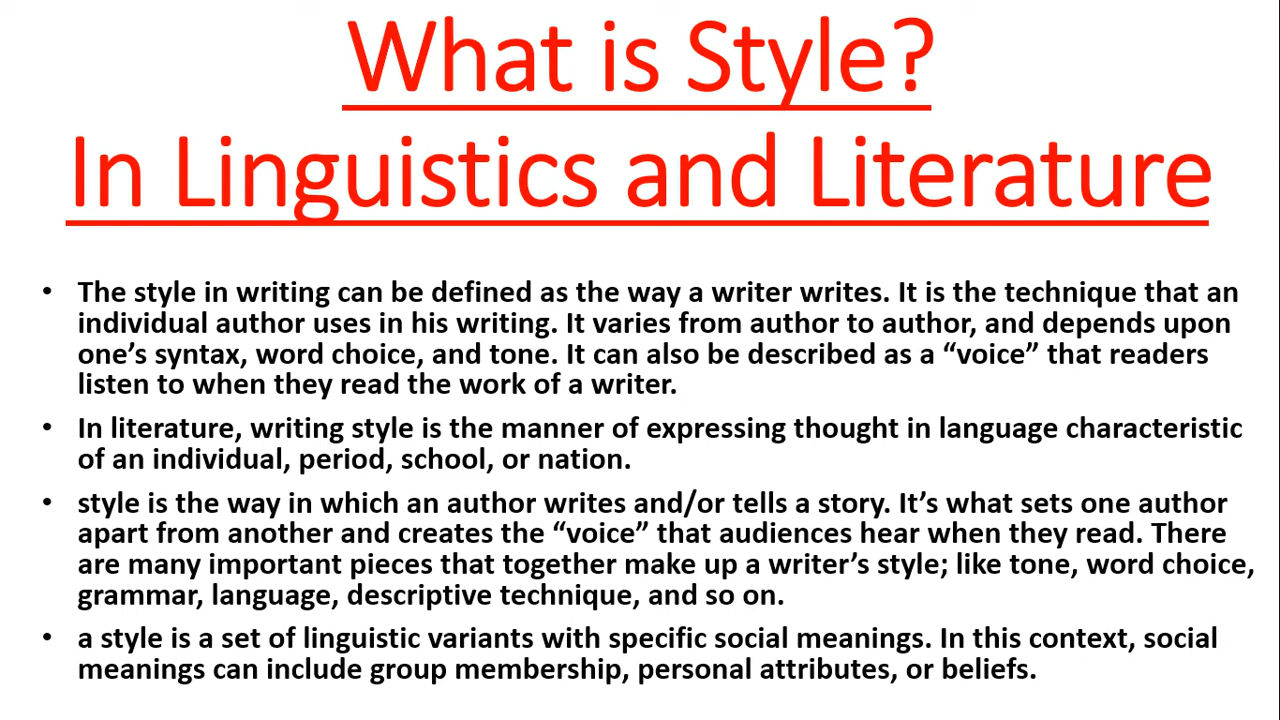 What is Style?
In Linguistics and Literature
• The style in writing can be defined as the way a writer writes. It is the technique that an
individual author uses in his writing. It varies from author to author, and depends upon
one’s syntax, word choice, and tone. It can also be described as a “voice” that readers
listen to when they read the work of a writer.
• In literature, writing style is the manner of expressing thought in language characteristic
of an individual, period, school, or nation.
• style is the way in which an author writes and/or tells a story. It’s what sets one author
apart from another and creates the “voice” that audiences hear when they read. There
are many important pieces that together make up a writer’s style; like tone, word choice,
grammar, language, descriptive technique, and so on.
• a style is a set of linguistic variants with specific social meanings. In this context, social
meanings can include group membership, personal attributes, or beliefs.